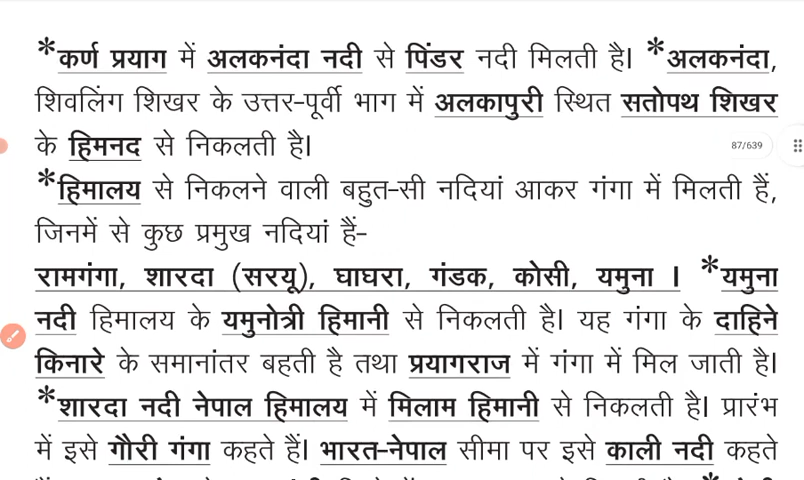 *कर्ण प्रयाग में अलकनंदा नदी से पिंडर नदी मिलती है। *अलकनंदा,
शिवलिंग शिखर के उत्तर-पूर्वी भाग में अलकापुरी स्थित सतोपथ शिखर
के हिमनद से निकलती है।
87/639
*हिमालय से निकलने वाली बहुत-सी नदियां आकर गंगा में मिलती हैं,
जिनमें से कुछ प्रमुख नदियां हैं-
रामगंगा, शारदा (सरयू), घाघरा, गंडक, कोसी, यमुना । *यमुना
नदी हिमालय के यमुनोत्री हिमानी से निकलती है। यह गंगा के दाहिने
किनारे के समानांतर बहती है तथा प्रयागराज में गंगा में मिल जाती है।
*शारदा नदी नेपाल हिमालय में मिलाम हिमानी से निकलती है। प्रारंभ
में इसे गौरी गंगा कहते हैं। भारत-नेपाल सीमा पर इसे काली नदी कहते